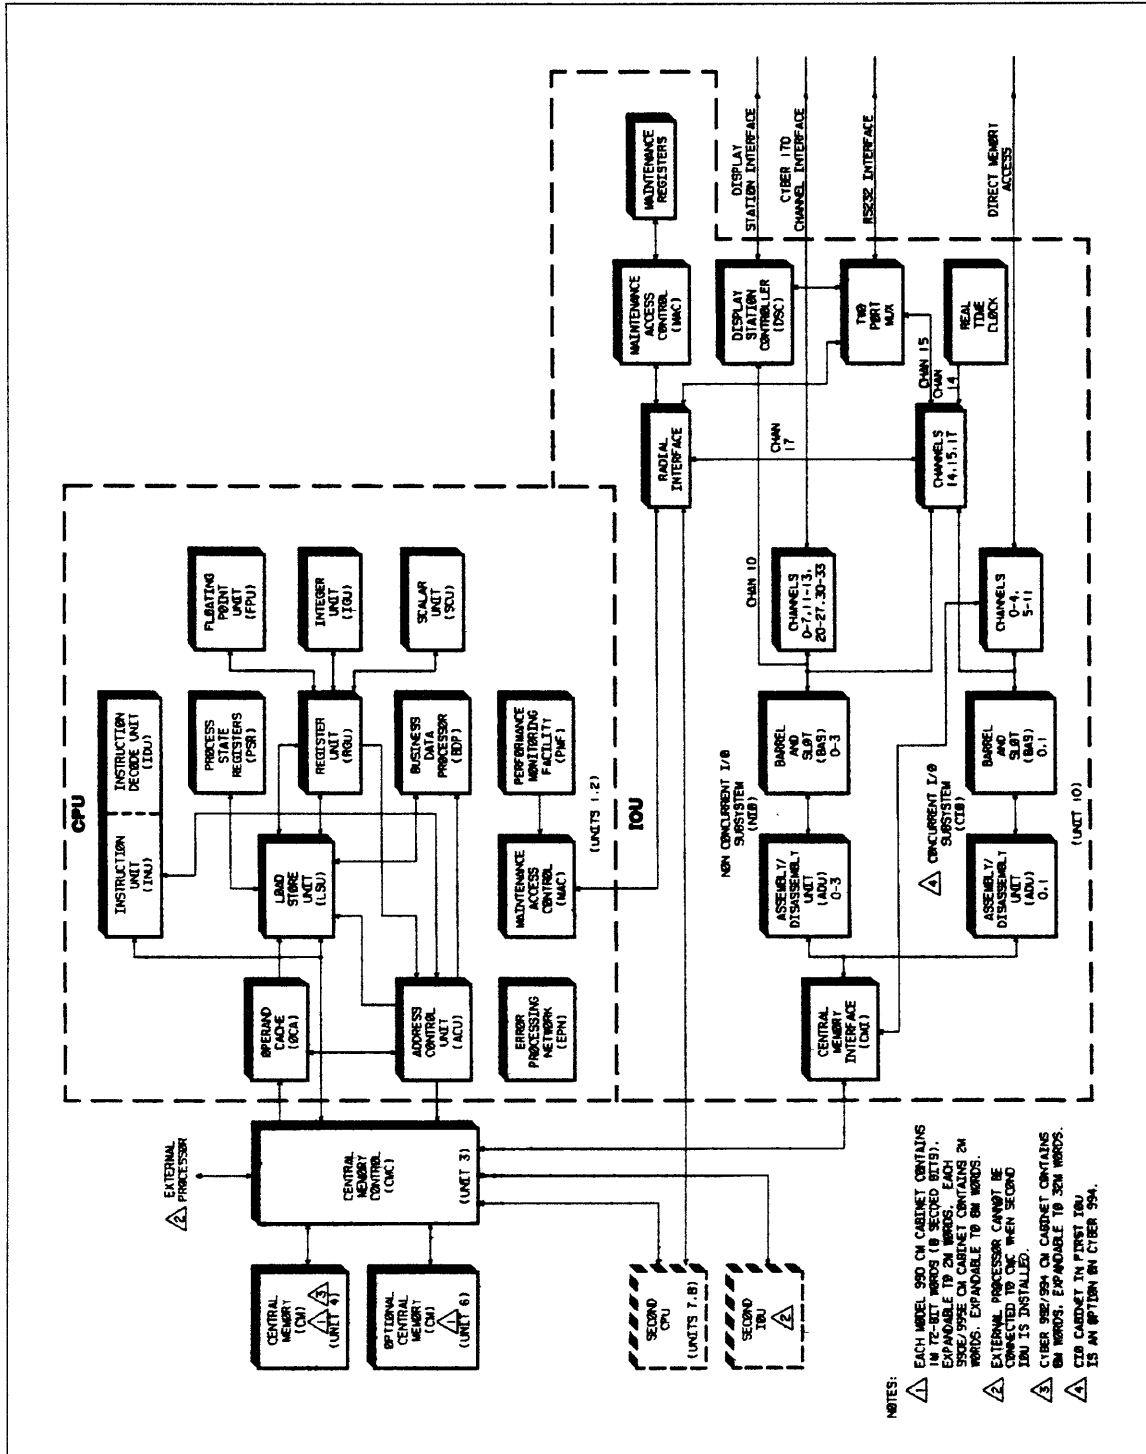 CENTRAL
MEMORY
(CM)
1 3
(UNIT 4)
OPTIONAL
CENTRAL
MEMORY
(CM)
1
(UNIT 6)
SECOND
CPU
(UNITS 7,8)
SECOND
IOU
2
2 EXTERNAL
PROCESSOR
CENTRAL
MEMORY
CONTROL
(CMC)
(UNIT 3)
CPU
INSTRUCTION
UNIT
(INU)
INSTRUCTION
DECODE UNIT
(IDU)
OPERAND
CACHE
(OCA)
ADDRESS
CONTROL
UNIT
(ACU)
ERROR
PROCESSING
NETWORK
(EPN)
LOAD
STORE
UNIT
(LSU)
MAINTENANCE
ACCESS
CONTROL
(MAC)
PROCESS
STATE
REGISTERS
(PSR)
REGISTER
UNIT
(RGU)
BUSINESS
DATA
PROCESSOR
(BDP)
PERFORMANCE
MONITORING
FACILITY
(PMF)
FLOATING
POINT
UNIT
(FPU)
INTEGER
UNIT
(IGU)
SCALAR
UNIT
(SCU)
(UNITS 1,2)
IOU
RADIAL
INTERFACE
MAINTENANCE
ACCESS
CONTROL
(MAC)
MAINTENANCE
REGISTERS
NON CONCURRENT I/O
SUBSYSTEM
(NIO)
CENTRAL
MEMORY
INTERFACE
(CMI)
ASSEMBLY/
DISASSEMBLY
UNIT
(ADU)
0-3
BARREL
AND
SLOT
(BAS)
0-3
CHAN 10
CHANNELS
0-7,11-13,
20-27,30-33
CHAN
17
DISPLAY
STATION
CONTROLLER
(DSC)
DISPLAY
STATION INTERFACE
CYBER 170
CHANNEL INTERFACE
TWO
PORT
MUX
RS232 INTERFACE
4 CONCURRENT I/O
SUBSYSTEM
(CIO)
ASSEMBLY/
DISASSEMBLY
UNIT
(ADU)
0,1
BARREL
AND
SLOT
(BAS)
0,1
CHANNELS
0-4,
5-11
CHANNELS
14,15,17
CHAN 15
CHAN
14
REAL
TIME
CLOCK
DIRECT MEMORY
ACCESS
(UNIT 10)
NOTES:
1 EACH MODEL 990 CM CABINET CONTAINS
1M 72-BIT WORDS (8 SECDED BITS),
EXPANDABLE TO 2M WORDS. EACH
990E/995E CM CABINET CONTAINS 2M
WORDS, EXPANDABLE TO 8M WORDS.
2 EXTERNAL PROCESSOR CANNOT BE
CONNECTED TO CMC WHEN SECOND
IOU IS INSTALLED.
3 CYBER 992/994 CM CABINET CONTAINS
8M WORDS, EXPANDABLE TO 32M WORDS.
4 CIO CABINET IN FIRST IOU
IS AN OPTION ON CYBER 994.